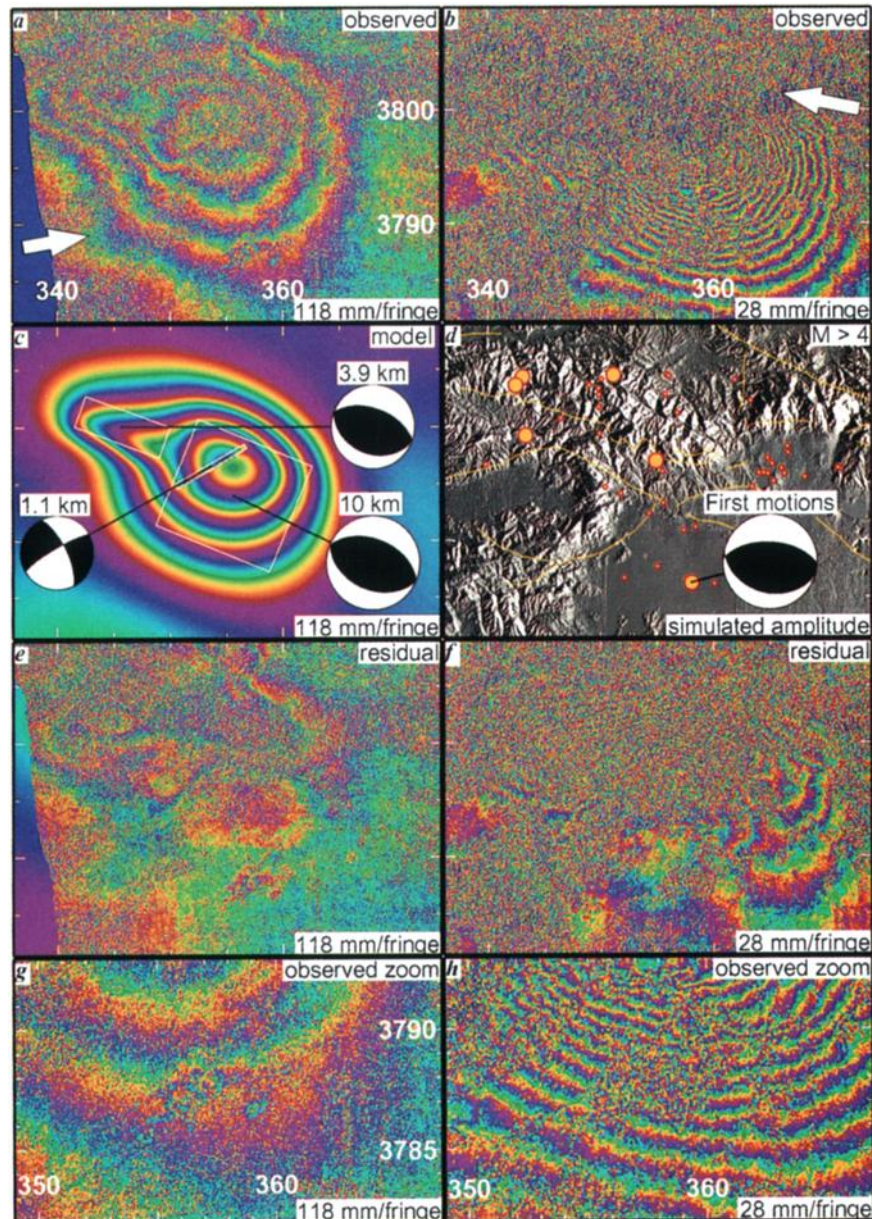 a observed
b observed
3800
3790
340 360
118 mm/fringe
340 360
28 mm/fringe
c model
3.9 km
1.1 km
10 km
118 mm/fringe
d M > 4
First motions
simulated amplitude
e residual
118 mm/fringe
f residual
28 mm/fringe
g observed zoom
3790
3785
350 360
118 mm/fringe
h observed zoom
350 360
28 mm/fringe